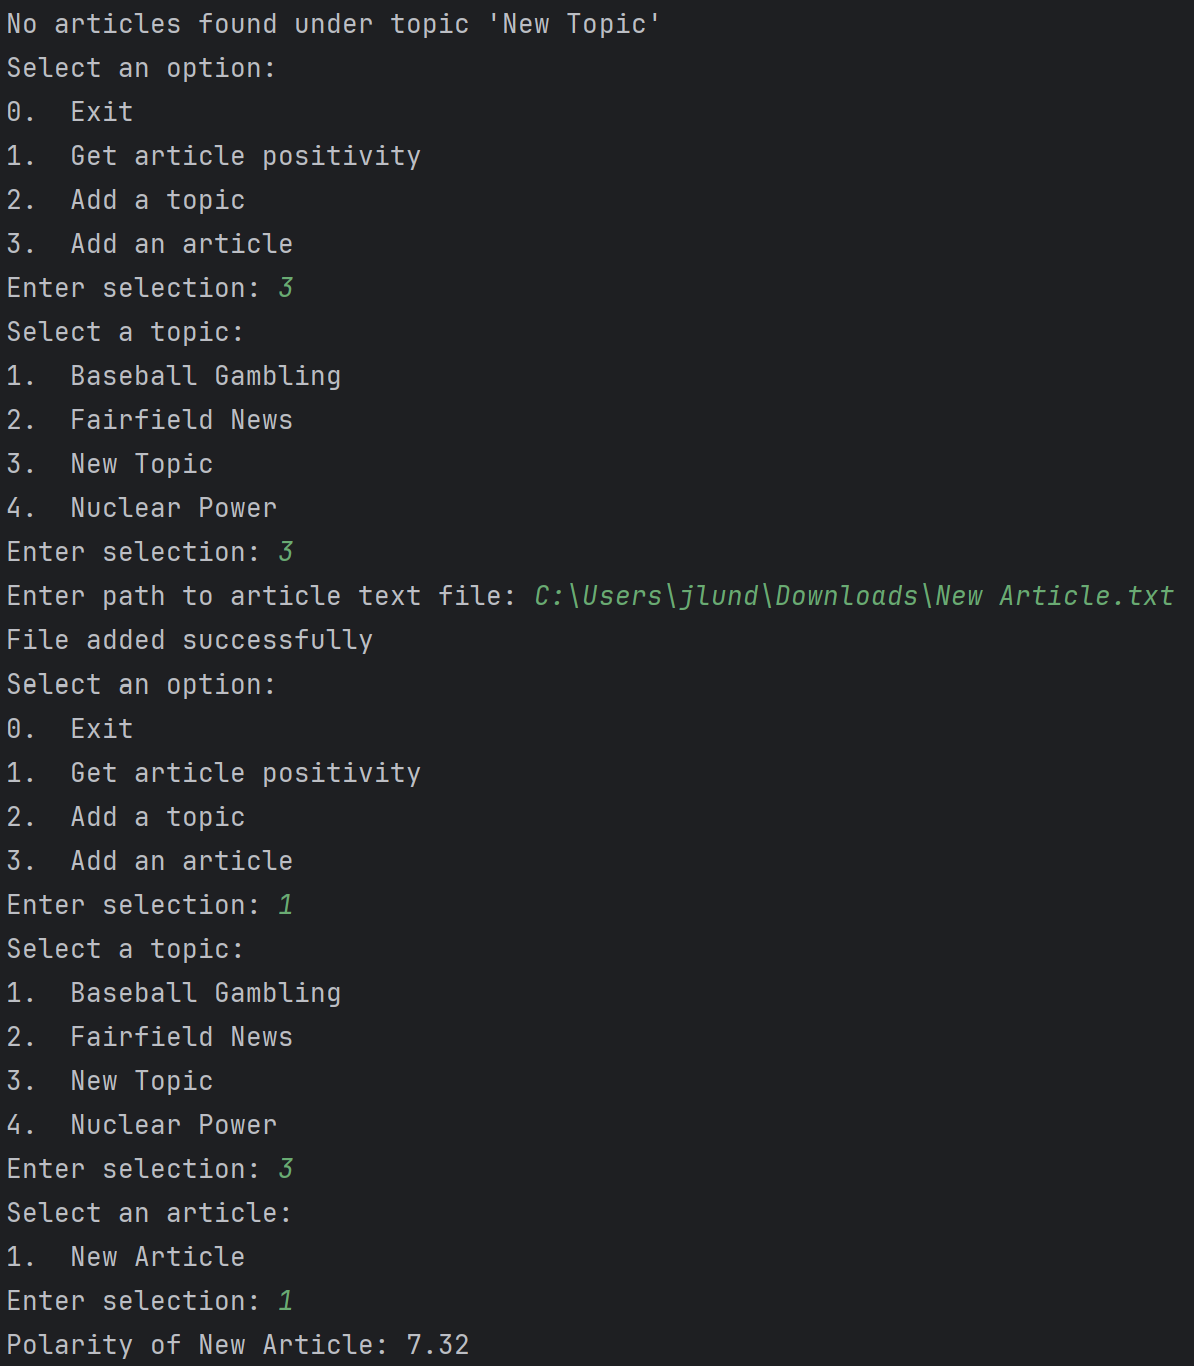 No articles found under topic 'New Topic'
Select an option:
0.  Exit
1.  Get article positivity
2.  Add a topic
3.  Add an article
Enter selection: 3
Select a topic:
1.  Baseball Gambling
2.  Fairfield News
3.  New Topic
4.  Nuclear Power
Enter selection: 3
Enter path to article text file: C:\Users\jlund\Downloads\New Article.txt
File added successfully
Select an option:
0.  Exit
1.  Get article positivity
2.  Add a topic
3.  Add an article
Enter selection: 1
Select a topic:
1.  Baseball Gambling
2.  Fairfield News
3.  New Topic
4.  Nuclear Power
Enter selection: 3
Select an article:
1.  New Article
Enter selection: 1
Polarity of New Article: 7.32